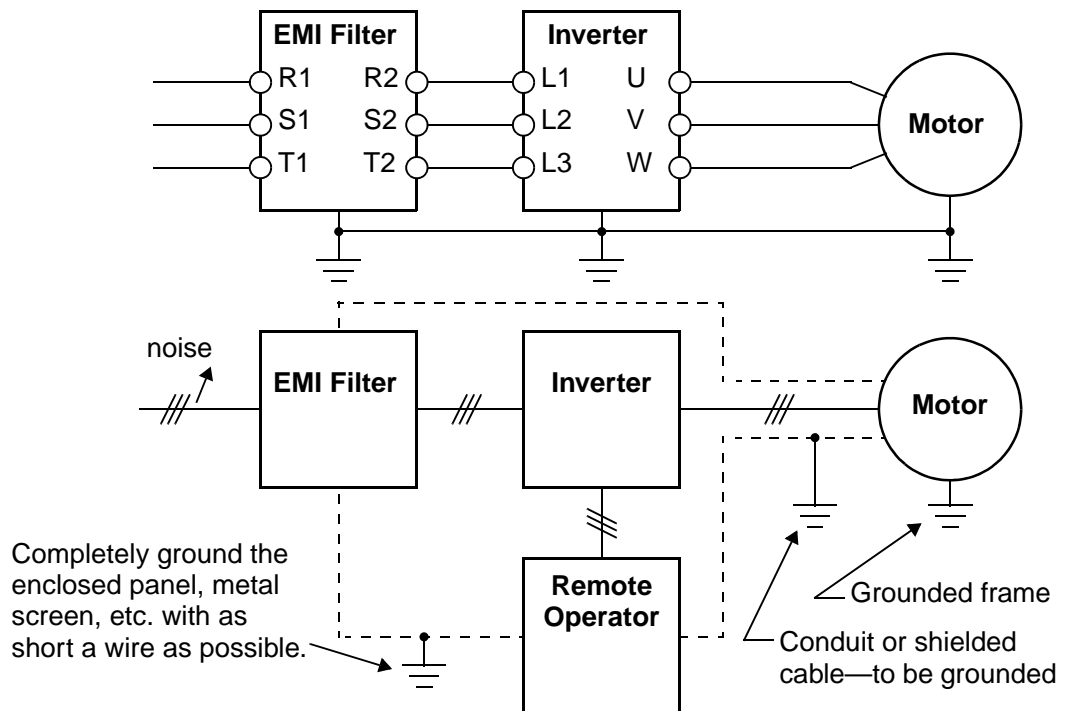 EMI Filter
Inverter
R1 R2 L1 U
S1 S2 L2 V
Motor
T1 T2 L3 W
noise
EMI Filter
Inverter
Motor
Completely ground the
enclosed panel, metal
screen, etc. with as
short a wire as possible.
Remote
Operator
Grounded frame
Conduit or shielded
cable—to be grounded